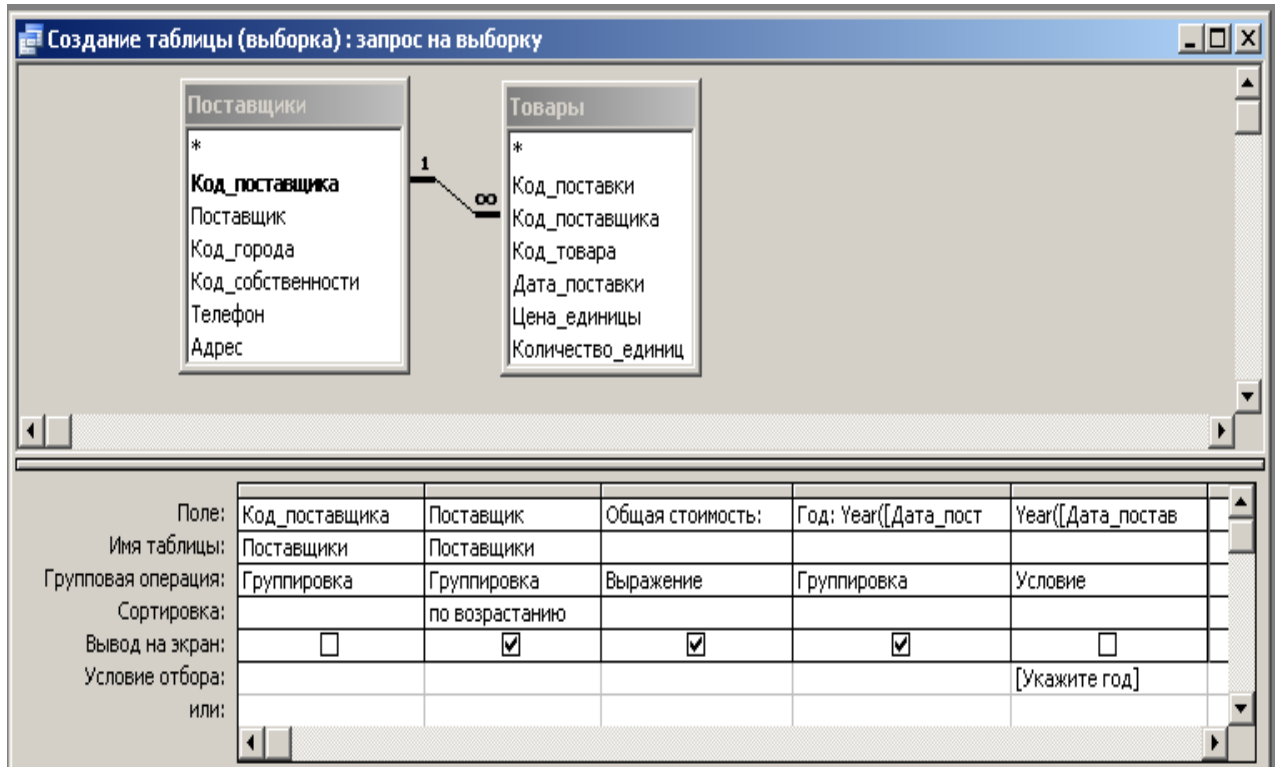 Создание таблицы (выборка) : запрос на выборку
Поставщики
*
Код_поставщика
Поставщик
Код_города
Код_собственности
Телефон
Адрес
1
∞
Товары
*
Код_поставки
Код_поставщика
Код_товара
Дата_поставки
Цена_единицы
Количество_единиц
Поле: Код_поставщика Поставщик Общая стоимость: Год: Year([Дата_пост Year([Дата_постав
Имя таблицы: Поставщики Поставщики
Групповая операция: Группировка Группировка Выражение Группировка Условие
Сортировка: по возрастанию
Вывод на экран:
Условие отбора: [Укажите год]
или: